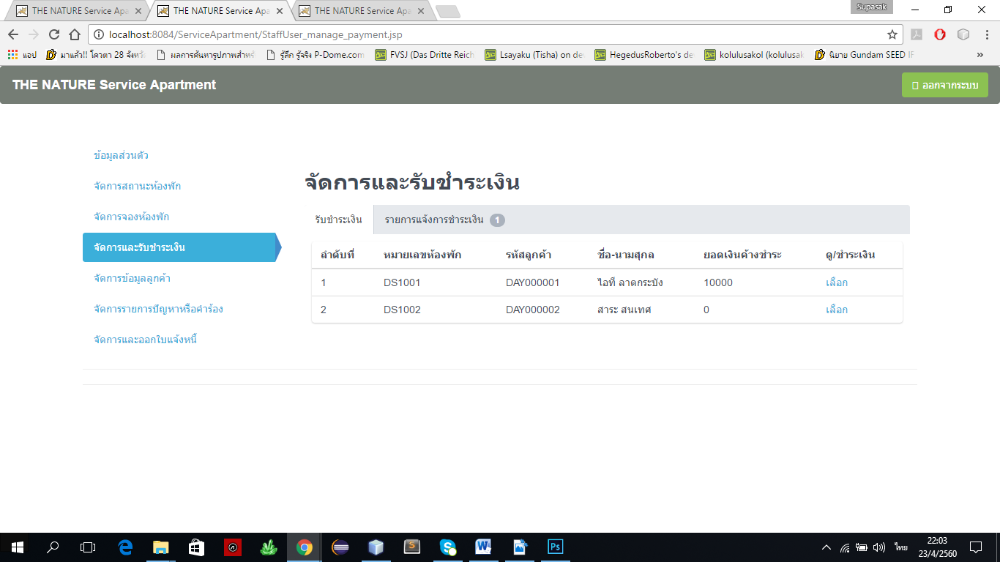 THE NATURE Service Apa
THE NATURE Service Apa
THE NATURE Service Apa
Supasak
localhost:8084/ServiceApartment/StaffUser_manage_payment.jsp
แอป
มาแล้ว!! โควตา 28 จังหวั
ผลการค้นหารูปภาพสำหรั
รู้ลึก รู้จริง P-Dome.com
FVSJ (Das Dritte Reich
Lsayaku (Tisha) on de
HegedusRoberto's de
kolulusakol (kolulusak
นิยาย Gundam SEED IF
»
THE NATURE Service Apartment
ออกจากระบบ
ข้อมูลส่วนตัว
จัดการสถานะห้องพัก
จัดการจองห้องพัก
จัดการและรับชำระเงิน
จัดการข้อมูลลูกค้า
จัดการรายการปัญหาหรือคำร้อง
จัดการและออกใบแจ้งหนี้
จัดการและรับชำระเงิน
รับชำระเงิน รายการแจ้งการชำระเงิน 1
ลำดับที่ หมายเลขห้องพัก รหัสลูกค้า ชื่อ-นามสุกล ยอดเงินค้างชำระ ดู/ชำระเงิน
1 DS1001 DAY000001 ไอที ลาดกระบัง 10000 เลือก
2 DS1002 DAY000002 สาระ สนเทศ 0 เลือก
ไทย
22:03
23/4/2560